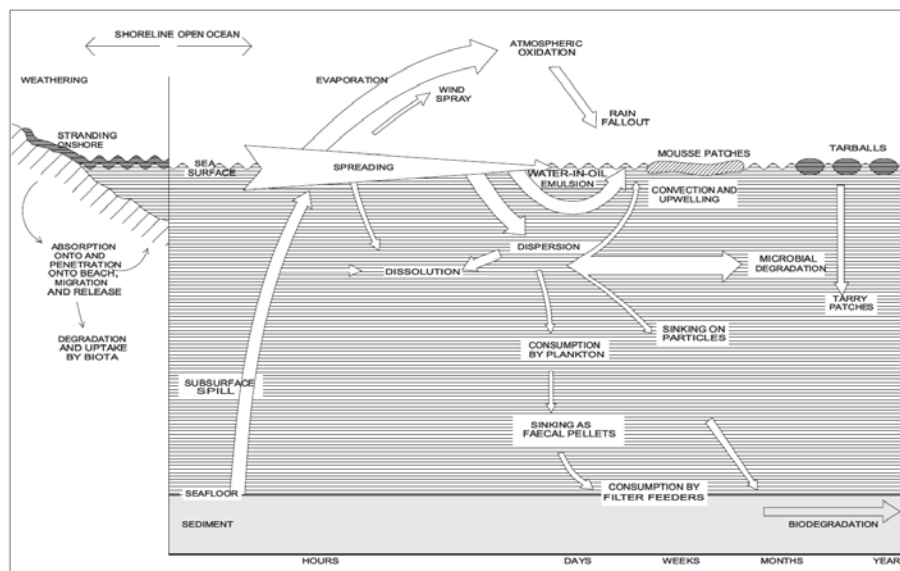 SHORELINE OPEN OCEAN
WEATHERING
STRANDING
ONSHORE
ABSORPTION
ONTO AND
PENETRATION
ONTO BEACH,
MIGRATION
AND RELEASE
DEGRADATION
AND UPTAKE
BY BIOTA
ATMOSPHERIC
OXIDATION
EVAPORATION
WIND
SPRAY
RAIN
FALLOUT
SEA
SURFACE
SPREADING
WATER-IN-OIL
EMULSION
MOUSSE PATCHES
TARBALLS
CONVECTION AND
UPWELLING
DISPERSION
DISSOLUTION
MICROBIAL
DEGRADATION
TARRY
PATCHES
SINKING ON
PARTICLES
CONSUMPTION
BY PLANKTON
SUBSURFACE
SPILL
SINKING AS
FAECAL PELLETS
CONSUMPTION BY
FILTER FEEDERS
SEAFLOOR
SEDIMENT
BIODEGRADATION
HOURS
DAYS
WEEKS
MONTHS
YEAR